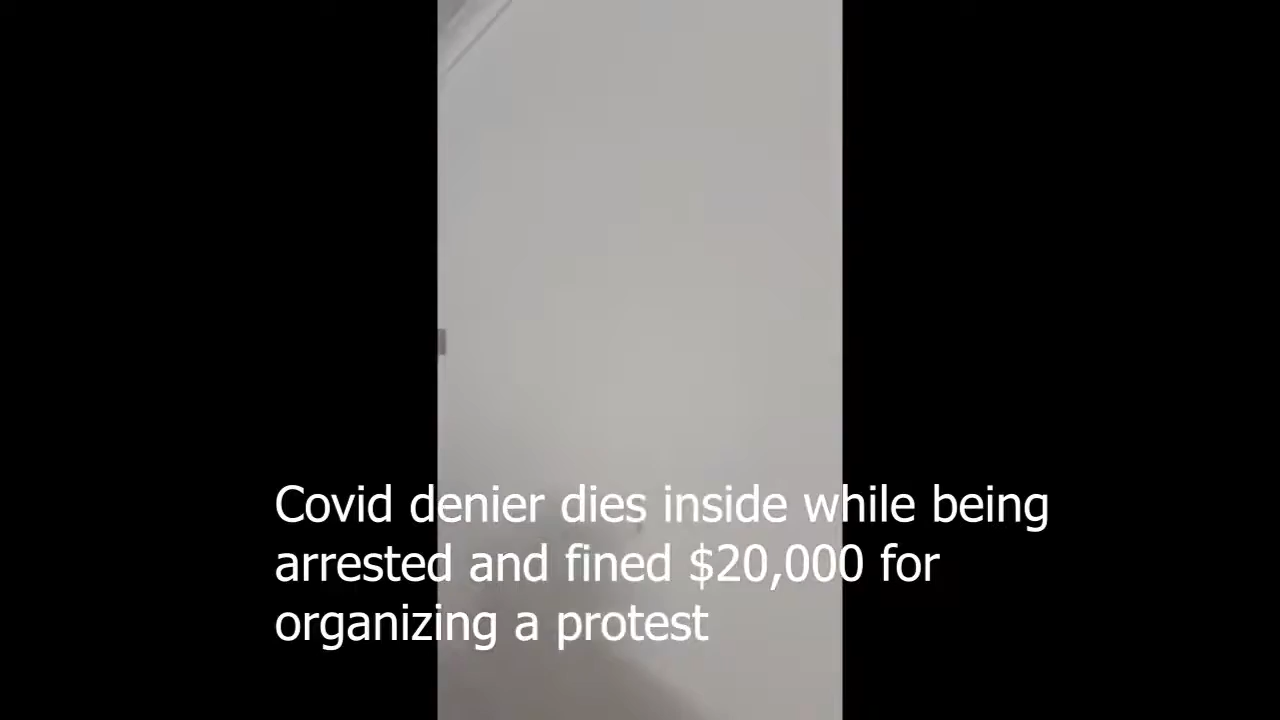 Covid denier dies inside while being
arrested and fined $20,000 for
organizing a protest